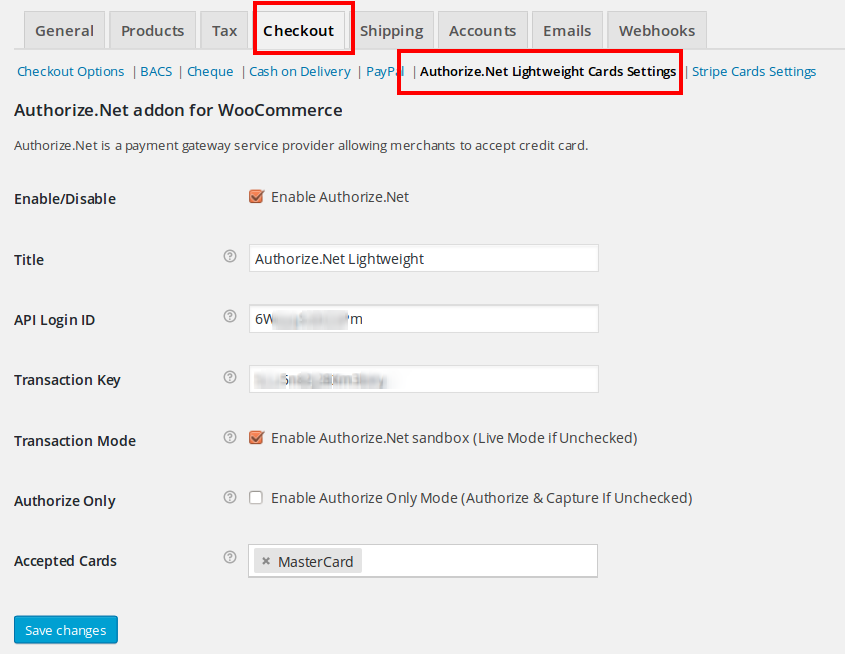 General Products Tax Checkout Shipping Accounts Emails Webhooks
Checkout Options | BACS | Cheque | Cash on Delivery | PayPal | Authorize.Net Lightweight Cards Settings | Stripe Cards Settings
Authorize.Net addon for WooCommerce
Authorize.Net is a payment gateway service provider allowing merchants to accept credit card.
Enable/Disable Enable Authorize.Net
Title ? Authorize.Net Lightweight
API Login ID ?
Transaction Key ?
Transaction Mode ? Enable Authorize.Net sandbox (Live Mode if Unchecked)
Authorize Only ? Enable Authorize Only Mode (Authorize & Capture If Unchecked)
Accepted Cards ? × MasterCard
Save changes